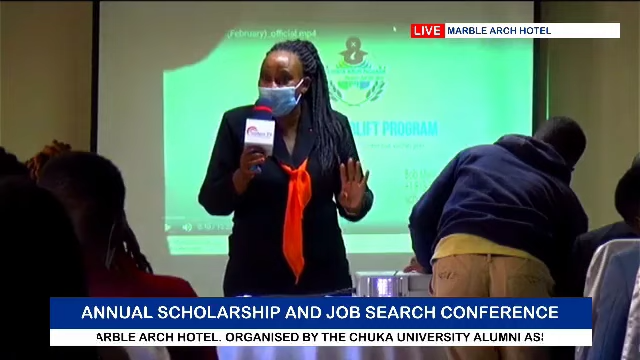 (February)_official.mp4
LIVE MARBLE ARCH HOTEL
LIFT PROGRAM
ANNUAL SCHOLARSHIP AND JOB SEARCH CONFERENCE
ARBLE ARCH HOTEL. ORGANISED BY THE CHUKA UNIVERSITY ALUMNI ASS